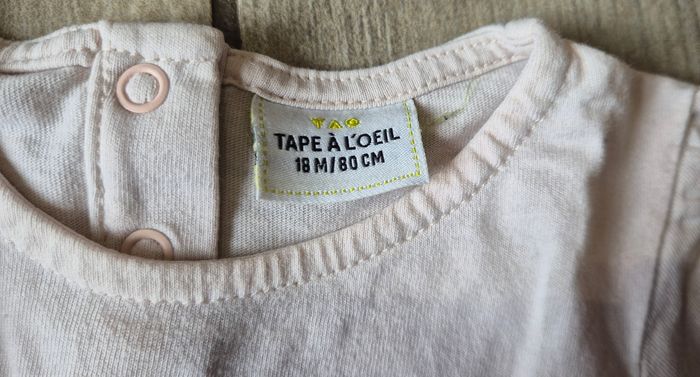 TAO
TAPE À L'OEIL
18 M/80 CM